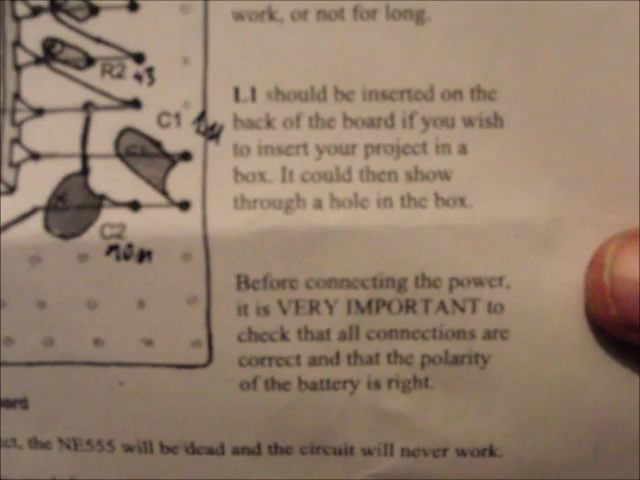 work, or not for long.
R2
L1 should be inserted on the
C1
back of the board if you wish
to insert your project in a
box. It could then show
through a hole in the box.
C2
10n
Before connecting the power,
it is VERY IMPORTANT to
check that all connections are
correct and that the polarity
of the battery is right.
the NE555 will be dead and the circuit will never work.